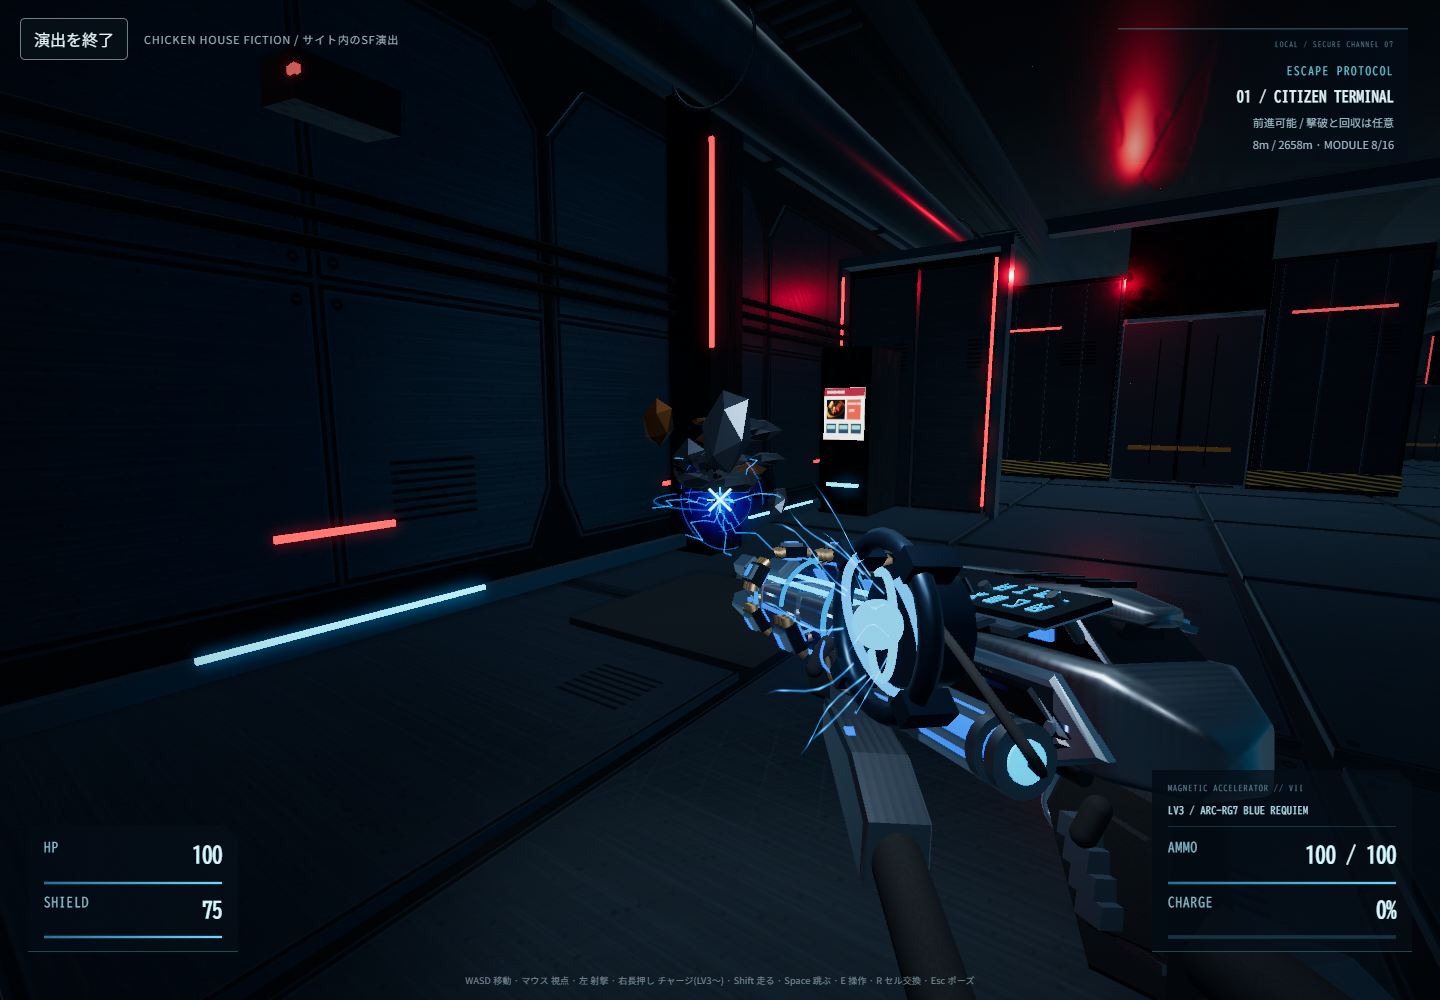 演出を終了
CHICKEN HOUSE FICTION / サイト内のSF演出
LOCAL / SECURE CHANNEL 07
ESCAPE PROTOCOL
01 / CITIZEN TERMINAL
前進可能 / 撃破と回収は任意
8m / 2658m · MODULE 8/16
HP
100
SHIELD
75
MAGNETIC ACCELERATOR // VII
LV3 / ARC-RG7 BLUE REQUIEM
AMMO
100 / 100
CHARGE
0%
WASD 移動 · マウス 視点 · 左 射撃 · 右長押し チャージ(LV3〜) · Shift 走る · Space 跳ぶ · E 操作 · R セル交換 · Esc ポーズ